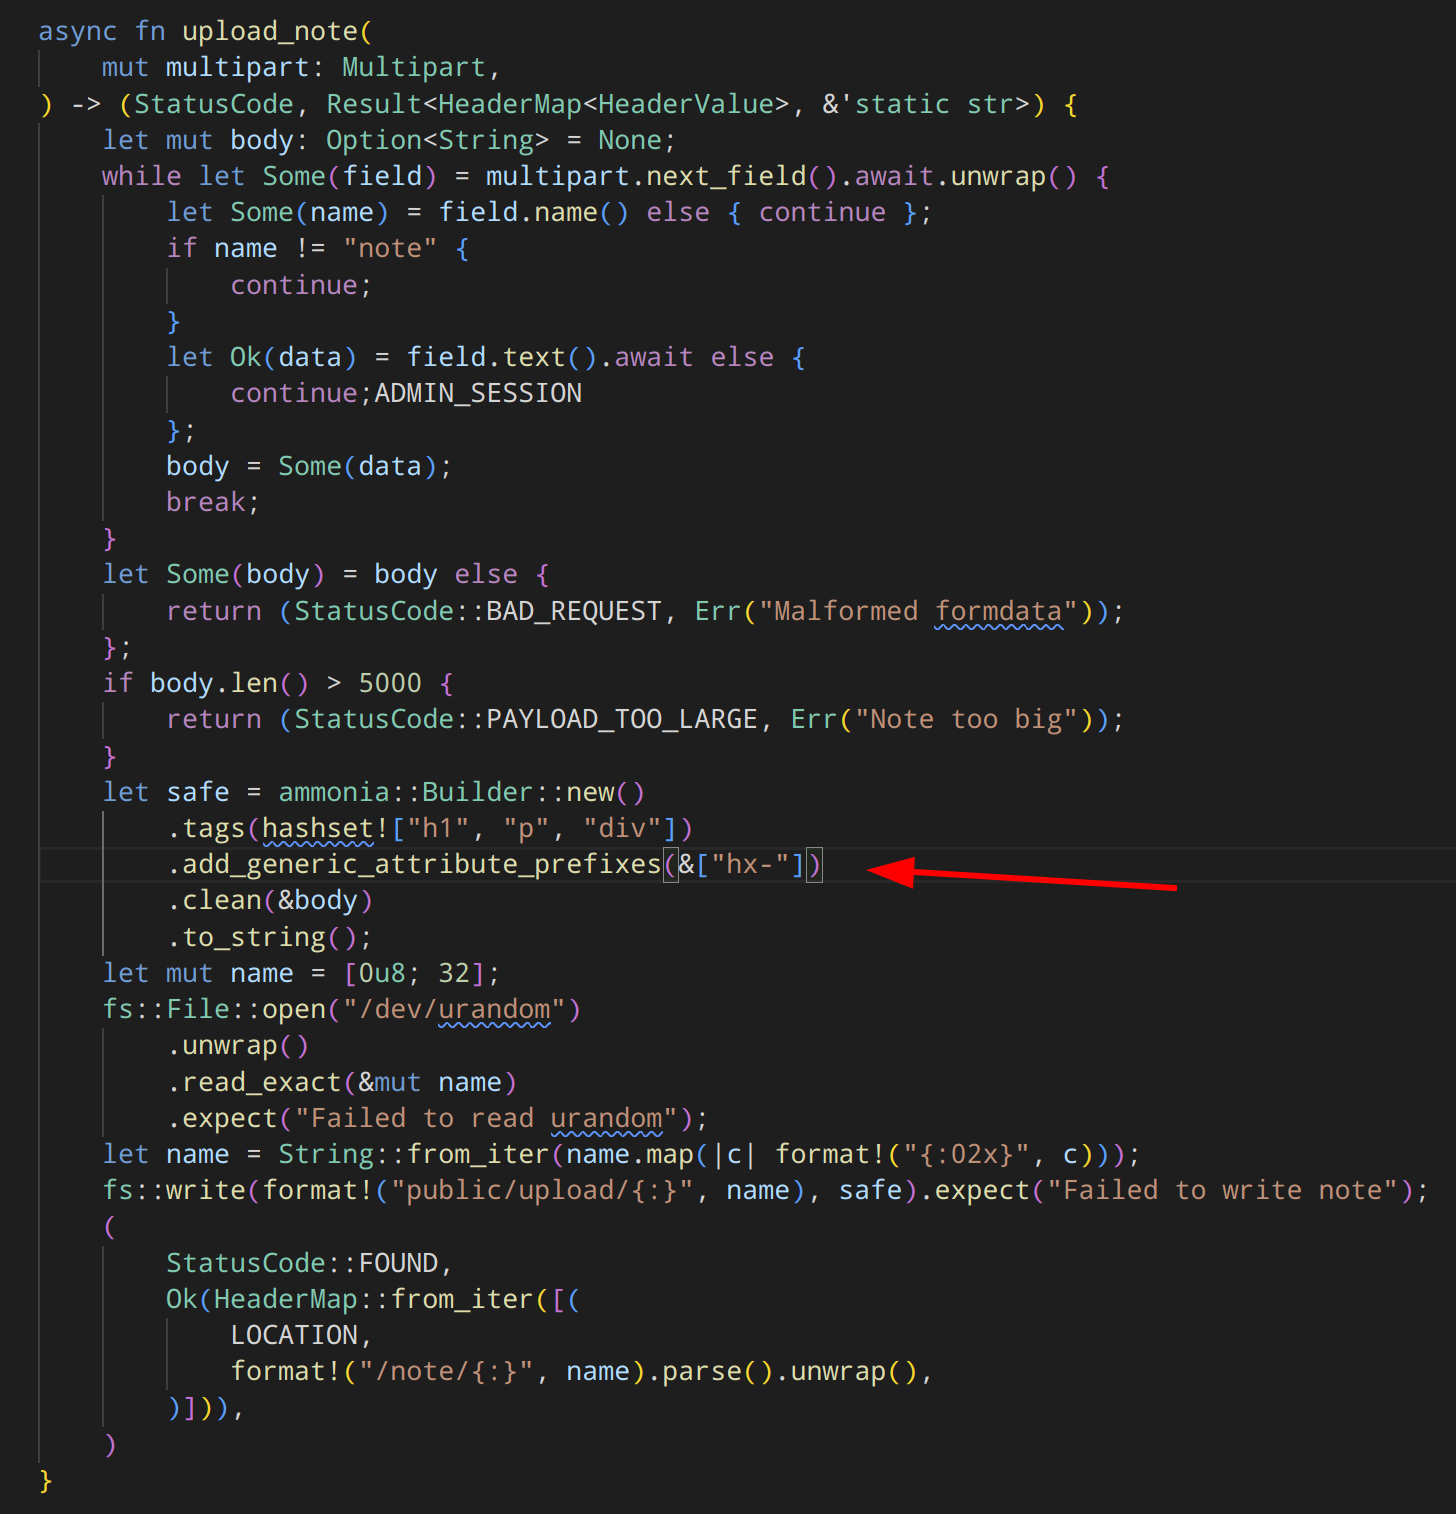 async fn upload_note(
    mut multipart: Multipart,
) -> (StatusCode, Result<HeaderMap<HeaderValue>, &'static str>) {
    let mut body: Option<String> = None;
    while let Some(field) = multipart.next_field().await.unwrap() {
        let Some(name) = field.name() else { continue };
        if name != "note" {
            continue;
        }
        let Ok(data) = field.text().await else {
            continue;ADMIN_SESSION
        };
        body = Some(data);
        break;
    }
    let Some(body) = body else {
        return (StatusCode::BAD_REQUEST, Err("Malformed formdata"));
    };
    if body.len() > 5000 {
        return (StatusCode::PAYLOAD_TOO_LARGE, Err("Note too big"));
    }
    let safe = ammonia::Builder::new()
        .tags(hashset!["h1", "p", "div"])
        .add_generic_attribute_prefixes(&["hx-"])
        .clean(&body)
        .to_string();
    let mut name = [0u8; 32];
    fs::File::open("/dev/urandom")
        .unwrap()
        .read_exact(&mut name)
        .expect("Failed to read urandom");
    let name = String::from_iter(name.map(|c| format!("{:02x}", c)));
    fs::write(format!("public/upload/{:}", name), safe).expect("Failed to write note");
    (
        StatusCode::FOUND,
        Ok(HeaderMap::from_iter([(
            LOCATION,
            format!("/note/{:}", name).parse().unwrap(),
        )])),
    )
}